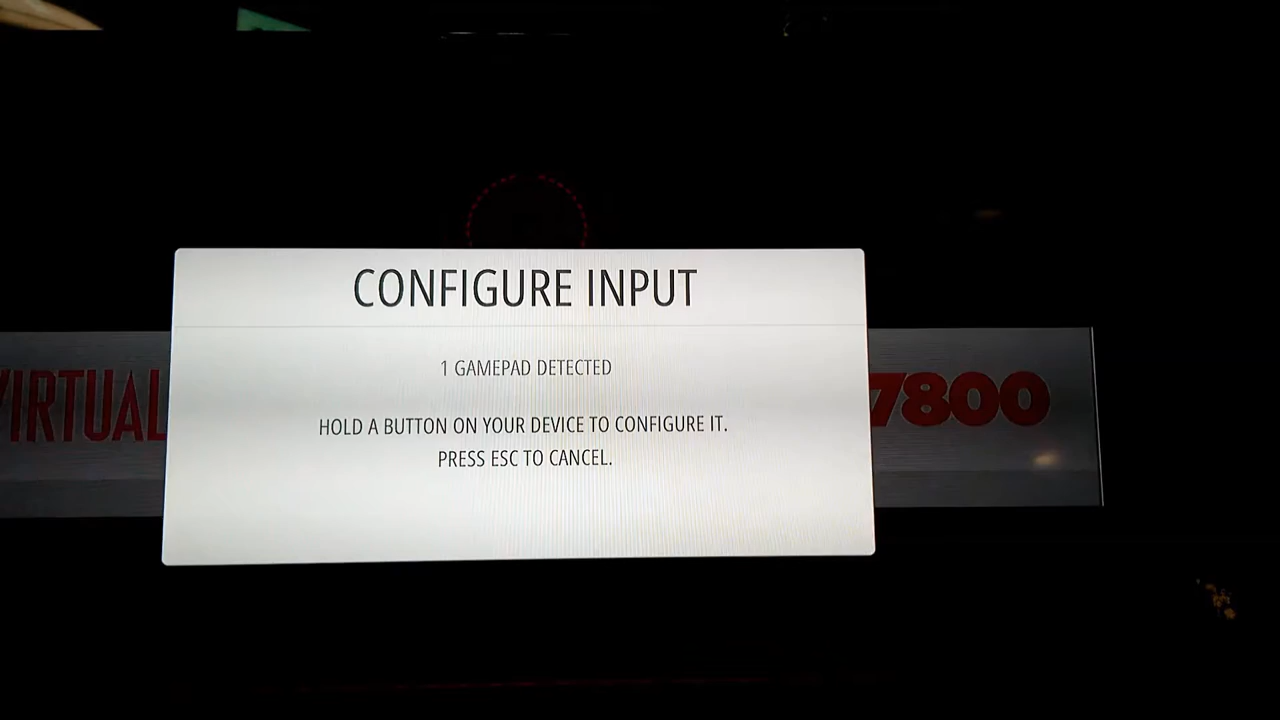 CONFIGURE INPUT
1 GAMEPAD DETECTED
HOLD A BUTTON ON YOUR DEVICE TO CONFIGURE IT.
PRESS ESC TO CANCEL.
VIRTUAL
7800